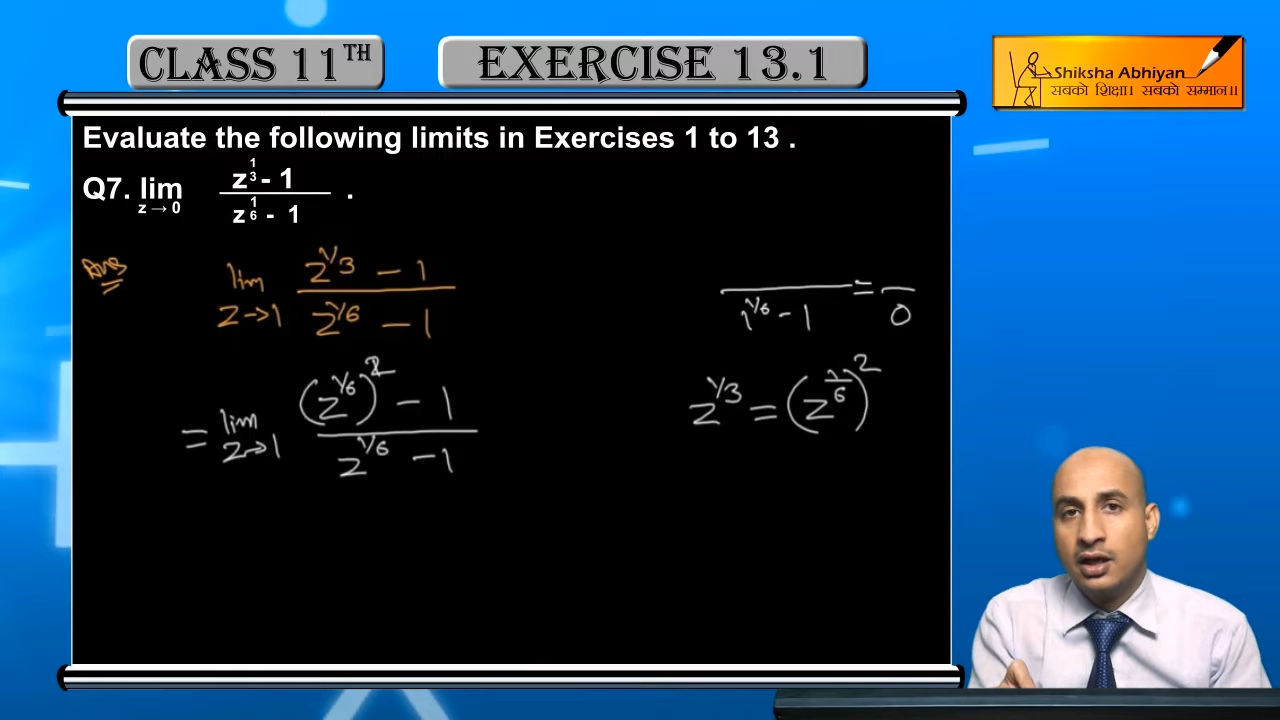 CLASS 11TH
EXERCISE 13.1
Shiksha Abhiyan
सबको शिक्षा। सबको सम्मान॥
Evaluate the following limits in Exercises 1 to 13 .
Q7. lim z → 0 (z^(1/3) - 1) / (z^(1/6) - 1) .
Ans
lim z→1 (z^(1/3) - 1) / (z^(1/6) - 1)
/ (1^(1/6) - 1) = / 0
= lim z→1 ((z^(1/6))^2 - 1) / (z^(1/6) - 1)
z^(1/3) = (z^(1/6))^2